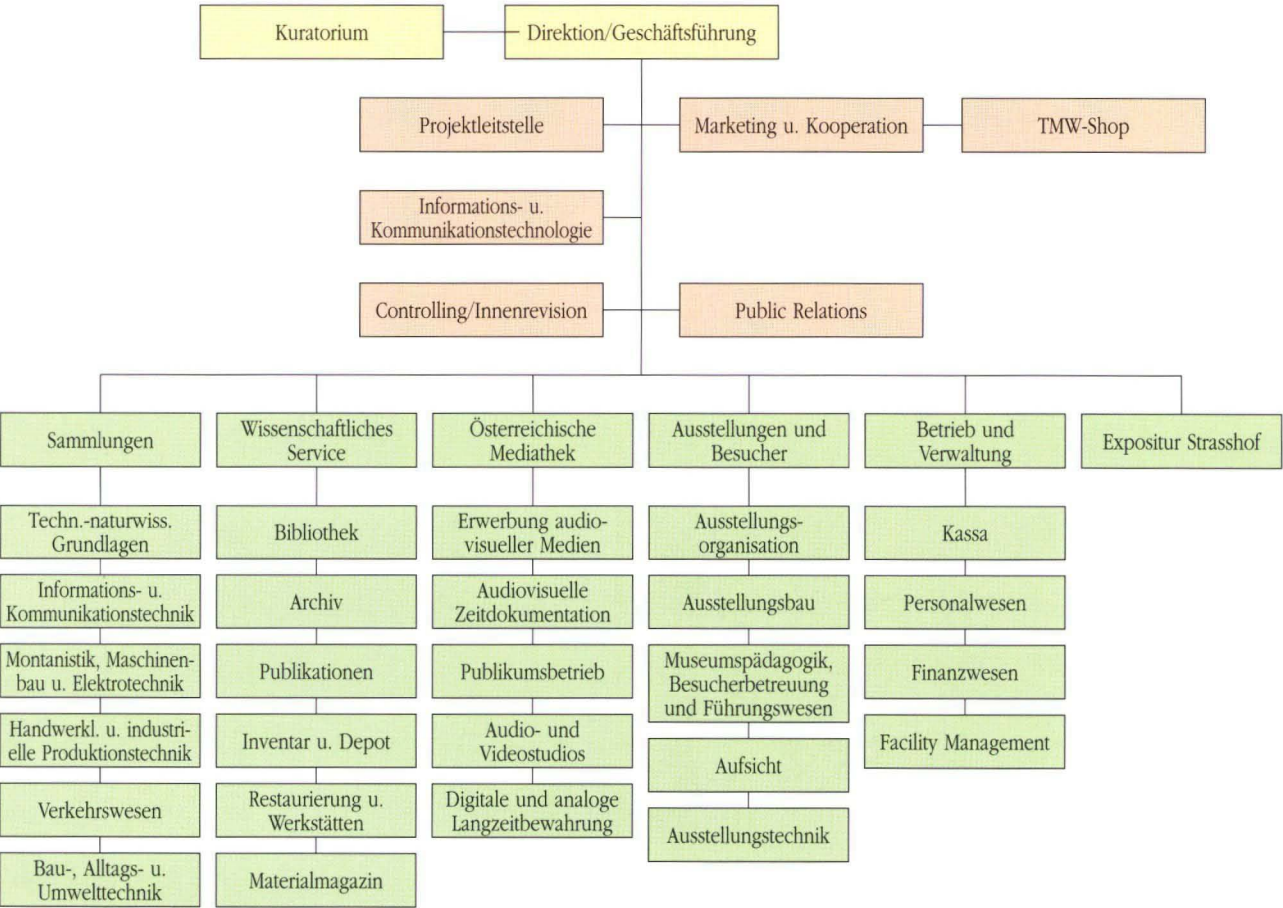 Kuratorium
Direktion/Geschäftsführung
Projektleitstelle
Marketing u. Kooperation
TMW-Shop
Informations- u.
Kommunikationstechnologie
Controlling/Innenrevision
Public Relations
Sammlungen
Techn.-naturwiss.
Grundlagen
Informations- u.
Kommunikationstechnik
Montanistik, Maschinen-
bau u. Elektrotechnik
Handwerkl. u. industri-
elle Produktionstechnik
Verkehrswesen
Bau-, Alltags- u.
Umwelttechnik
Wissenschaftliches
Service
Bibliothek
Archiv
Publikationen
Inventar u. Depot
Restaurierung u.
Werkstätten
Materialmagazin
Österreichische
Mediathek
Erwerbung audio-
visueller Medien
Audiovisuelle
Zeitdokumentation
Publikumsbetrieb
Audio- und
Videostudios
Digitale und analoge
Langzeitbewahrung
Ausstellungen und
Besucher
Ausstellungs-
organisation
Ausstellungsbau
Museumspädagogik,
Besucherbetreuung
und Führungswesen
Aufsicht
Ausstellungstechnik
Betrieb und
Verwaltung
Kassa
Personalwesen
Finanzwesen
Facility Management
Expositur Strasshof